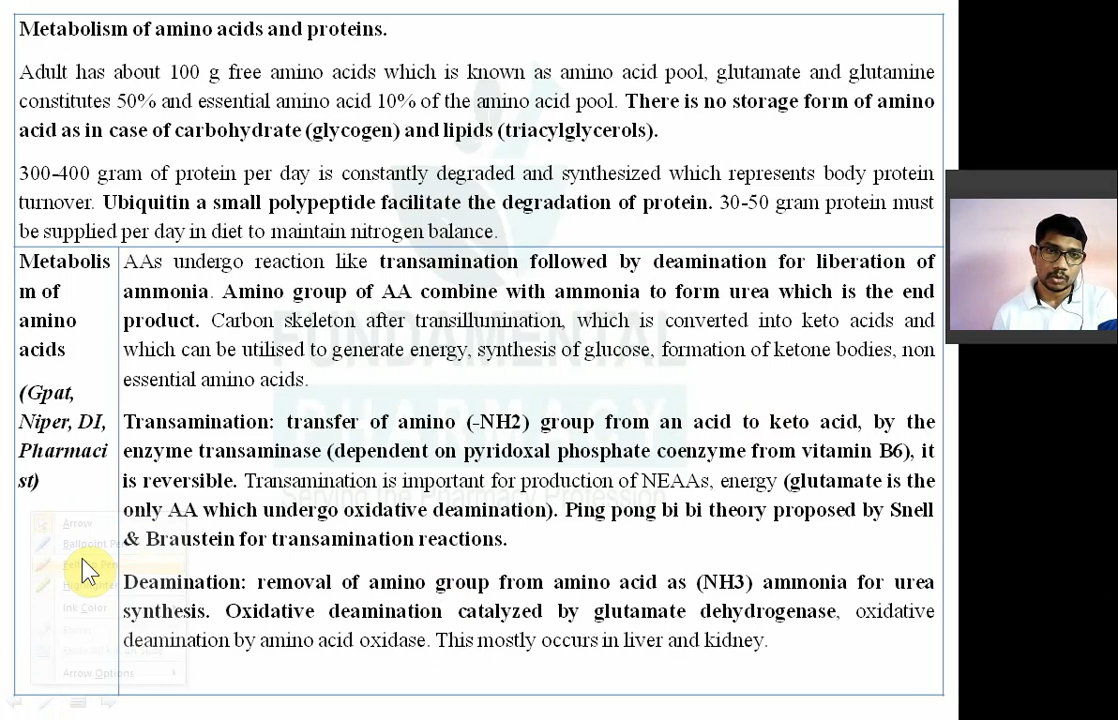 Metabolism of amino acids and proteins.
Adult has about 100 g free amino acids which is known as amino acid pool, glutamate and glutamine
constitutes 50% and essential amino acid 10% of the amino acid pool. There is no storage form of amino
acid as in case of carbohydrate (glycogen) and lipids (triacylglycerols).
300-400 gram of protein per day is constantly degraded and synthesized which represents body protein
turnover. Ubiquitin a small polypeptide facilitate the degradation of protein. 30-50 gram protein must
be supplied per day in diet to maintain nitrogen balance.
Metabolis
m of
amino
acids
(Gpat,
Niper, DI,
Pharmaci
st)
AAs undergo reaction like transamination followed by deamination for liberation of
ammonia. Amino group of AA combine with ammonia to form urea which is the end
product. Carbon skeleton after transillumination, which is converted into keto acids and
which can be utilised to generate energy, synthesis of glucose, formation of ketone bodies, non
essential amino acids.
Transamination: transfer of amino (-NH2) group from an acid to keto acid, by the
enzyme transaminase (dependent on pyridoxal phosphate coenzyme from vitamin B6), it
is reversible. Transamination is important for production of NEAAs, energy (glutamate is the
only AA which undergo oxidative deamination). Ping pong bi bi theory proposed by Snell
& Braustein for transamination reactions.
Deamination: removal of amino group from amino acid as (NH3) ammonia for urea
synthesis. Oxidative deamination catalyzed by glutamate dehydrogenase, oxidative
deamination by amino acid oxidase. This mostly occurs in liver and kidney.
FUNDAMENTAL
PHARMACY
Serving the Pharmacy Profession
Arrow
Ballpoint
Ink Color
Arrow Options